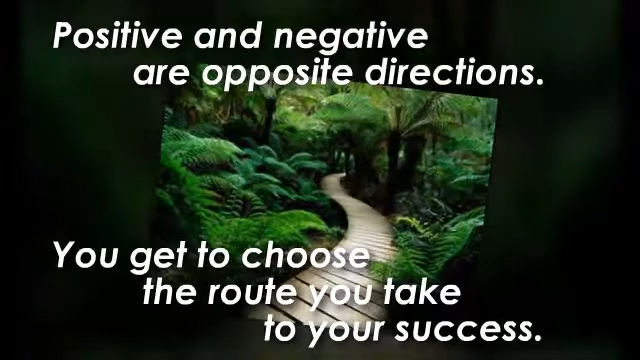 Positive and negative
are opposite directions.
You get to choose
the route you take
to your success.